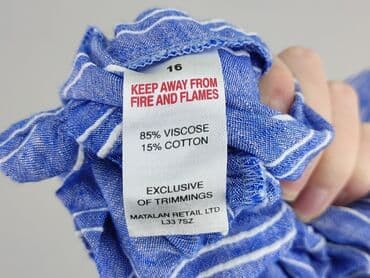 16
KEEP AWAY FROM
FIRE AND FLAMES
85% VISCOSE
15% COTTON
EXCLUSIVE
OF TRIMMINGS
MATALAN RETAIL LTD
L33 7SZ